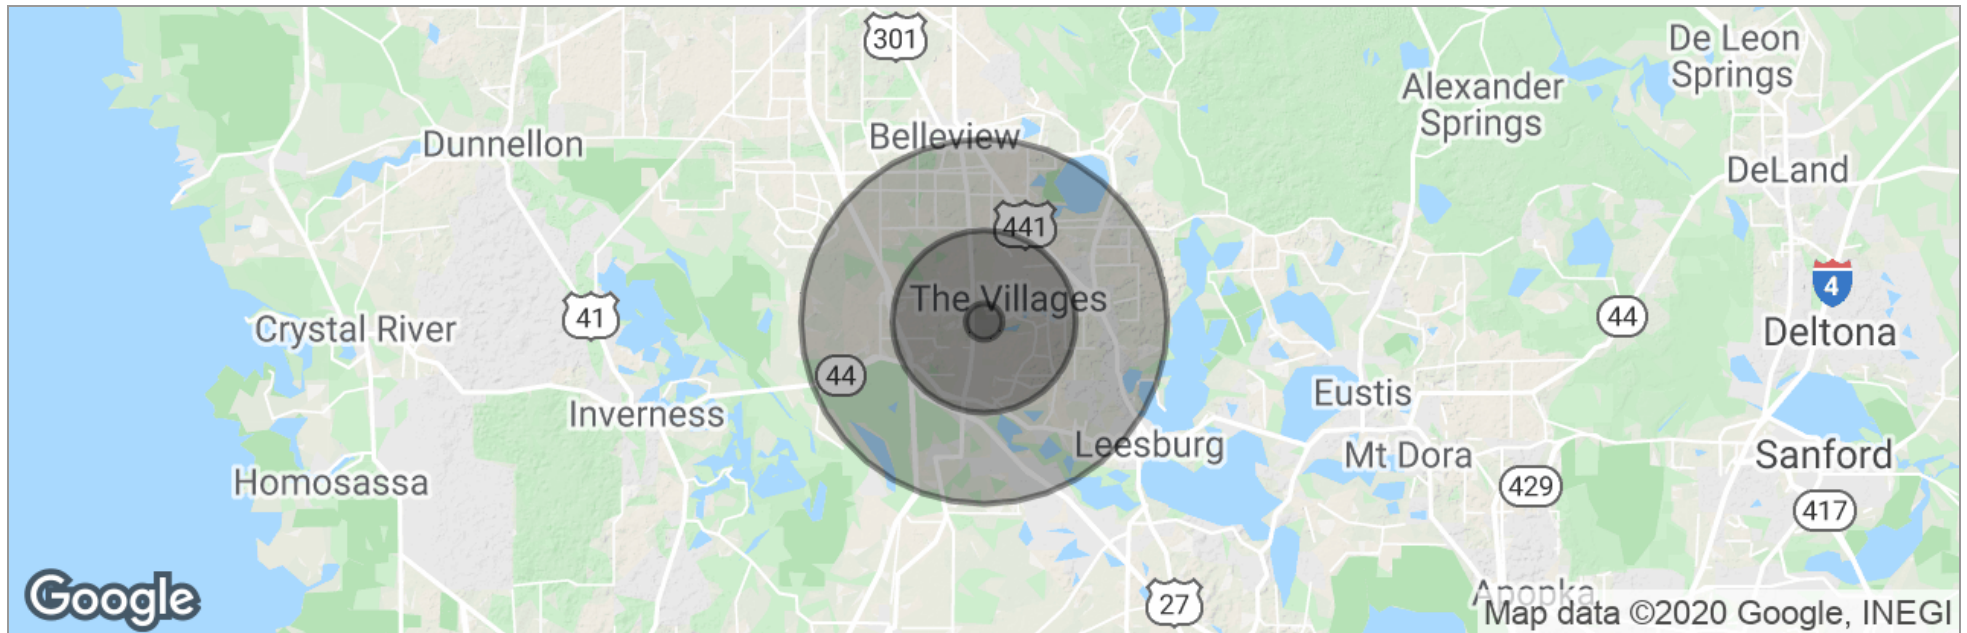 301
De Leon
Springs
Alexander
Springs
Belleview
Dunnellon
DeLand
441
The Villages
4
41
44
Crystal River
Deltona
44
Eustis
Inverness
Leesburg
Mt Dora
Sanford
Homosassa
429
417
Google
27
Apopka
Map data ©2020 Google, INEGI